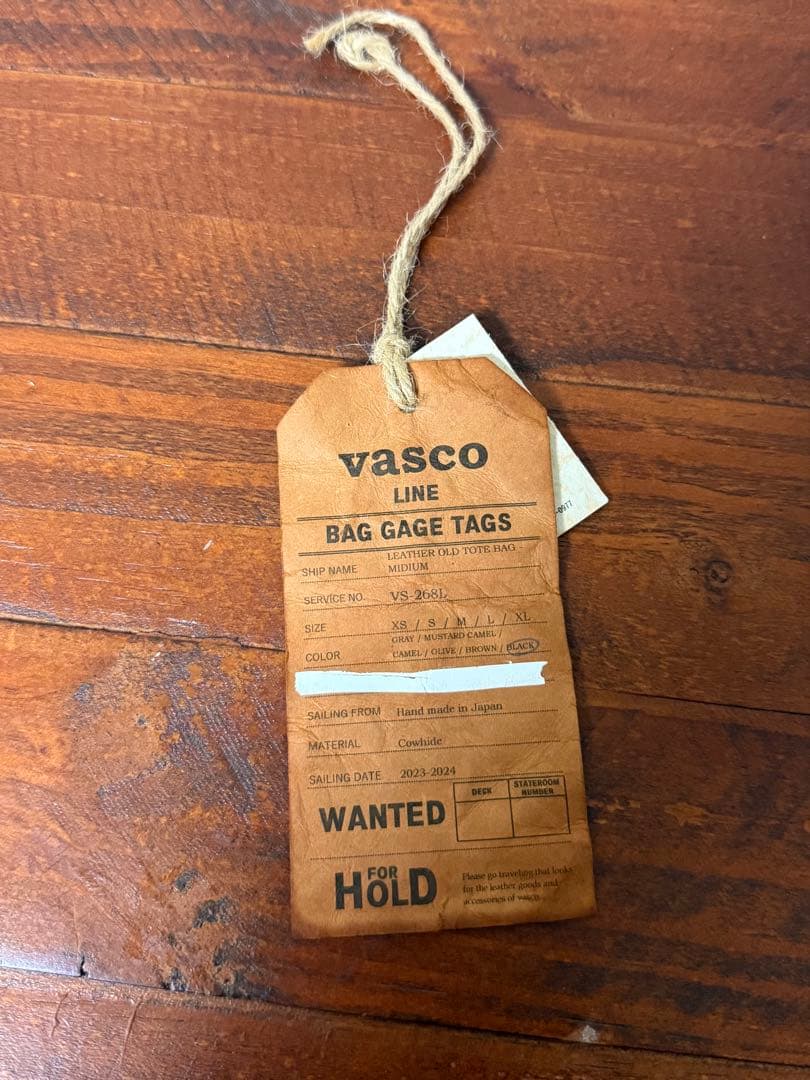 vasco
LINE
BAG GAGE TAGS
SHIP NAME LEATHER OLD TOTE BAG -
MIDIUM
SERVICE NO. VS-268L
SIZE XS / S / M / L / XL
GRAY / MUSTARD CAMEL /
COLOR CAMEL / OLIVE / BROWN / BLACK
SAILING FROM Hand made in Japan
MATERIAL Cowhide
SAILING DATE 2023-2024
WANTED
DECK STATEROOM
NUMBER
FOR
HOLD
Please go traveling that looks
for the leather goods and
accessories of vasco.
-0977